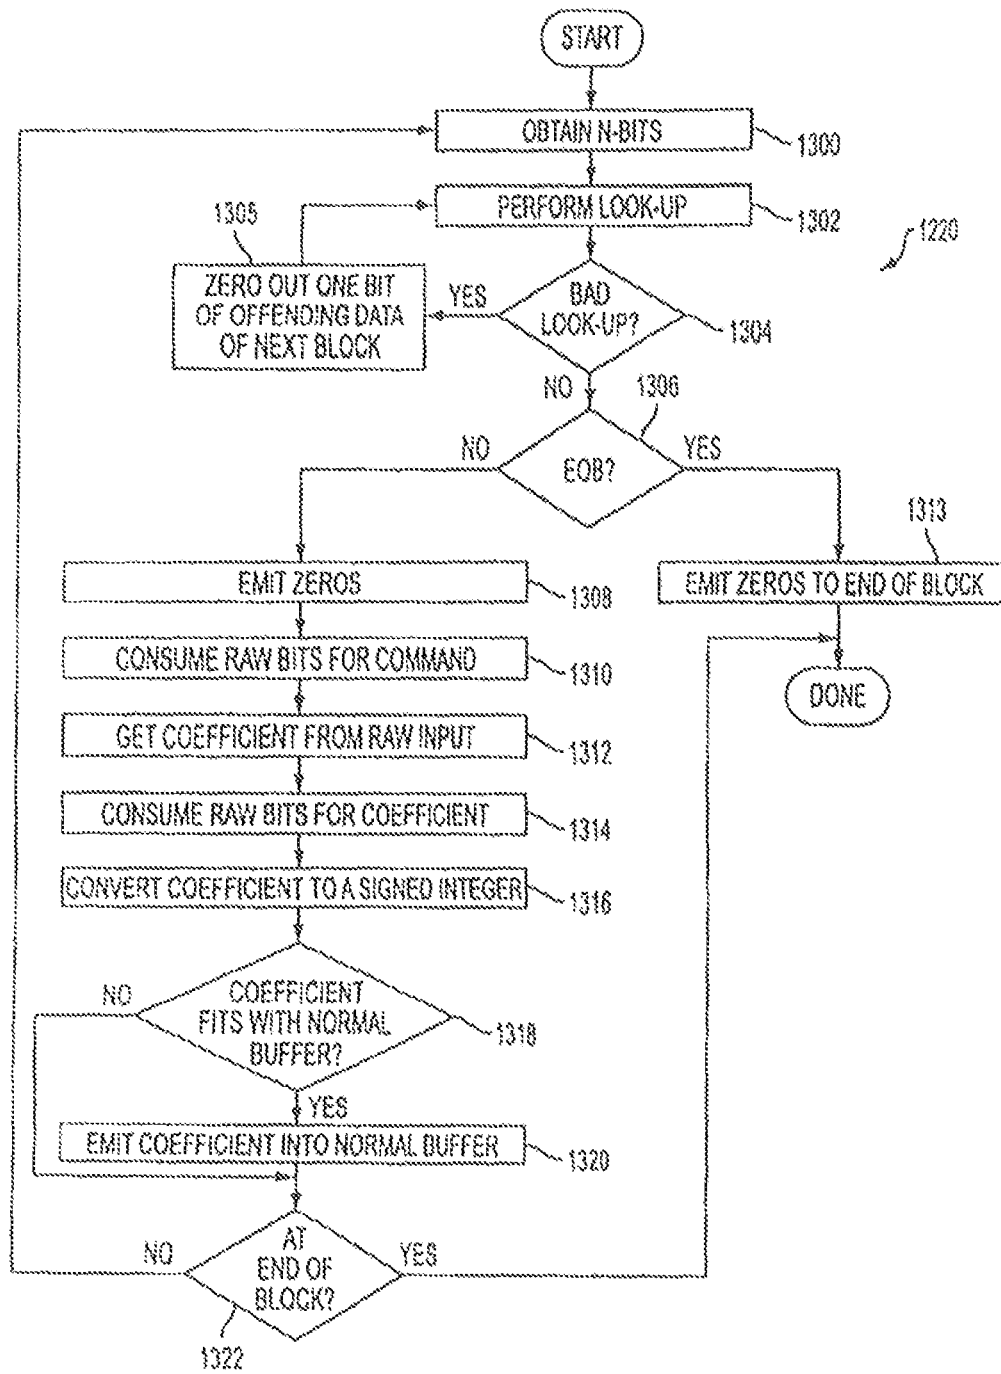 START
OBTAIN N-BITS
1300
PERFORM LOOK-UP
1302
1305
1220
ZERO OUT ONE BIT
OF OFFENDING DATA
OF NEXT BLOCK
YES
BAD
LOOK-UP?
1304
NO
1306
NO
EOB?
YES
1313
EMIT ZEROS
1308
EMIT ZEROS TO END OF BLOCK
CONSUME RAW BITS FOR COMMAND
1310
DONE
GET COEFFICIENT FROM RAW INPUT
1312
CONSUME RAW BITS FOR COEFFICIENT
1314
CONVERT COEFFICIENT TO A SIGNED INTEGER
1316
NO
COEFFICIENT
FITS WITH NORMAL
BUFFER?
1318
YES
EMIT COEFFICIENT INTO NORMAL BUFFER
1320
NO
AT
END OF
BLOCK?
YES
1322